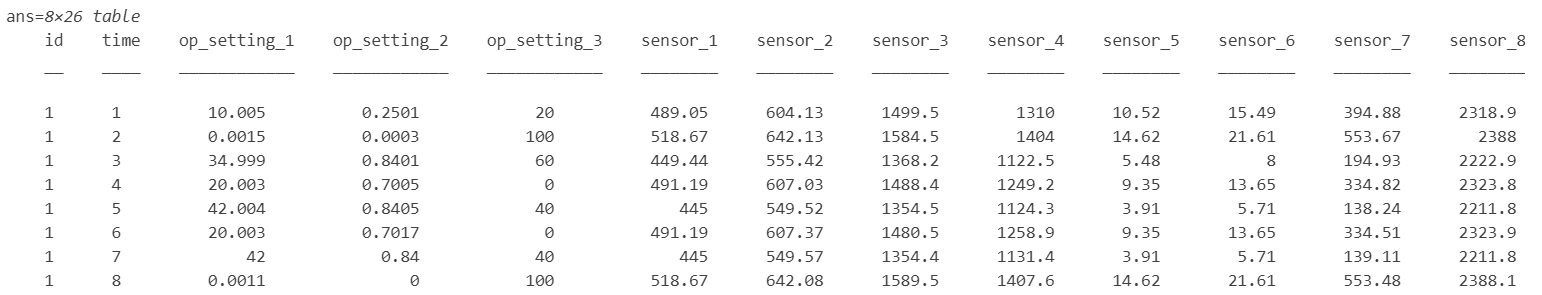 ans=8×26 table
id time op_setting_1 op_setting_2 op_setting_3 sensor_1 sensor_2 sensor_3 sensor_4 sensor_5 sensor_6 sensor_7 sensor_8
1 1 10.005 0.2501 20 489.05 604.13 1499.5 1310 10.52 15.49 394.88 2318.9
1 2 0.0015 0.0003 100 518.67 642.13 1584.5 1404 14.62 21.61 553.67 2388
1 3 34.999 0.8401 60 449.44 555.42 1368.2 1122.5 5.48 8 194.93 2222.9
1 4 20.003 0.7005 0 491.19 607.03 1488.4 1249.2 9.35 13.65 334.82 2323.8
1 5 42.004 0.8405 40 445 549.52 1354.5 1124.3 3.91 5.71 138.24 2211.8
1 6 20.003 0.7017 0 491.19 607.37 1480.5 1258.9 9.35 13.65 334.51 2323.9
1 7 42 0.84 40 445 549.57 1354.4 1131.4 3.91 5.71 139.11 2211.8
1 8 0.0011 0 100 518.67 642.08 1589.5 1407.6 14.62 21.61 553.48 2388.1